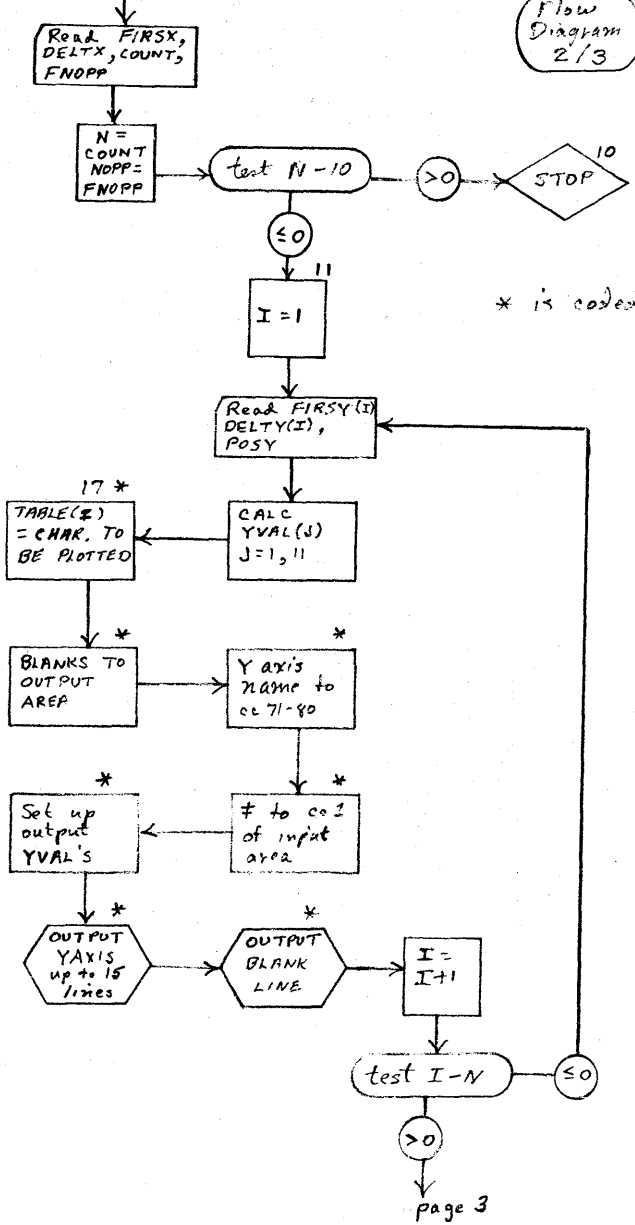 Flow
Diagram
2/3
Read FIRSX,
DELTX, COUNT,
FNOPP
N =
COUNT
NOPP=
FNOPP
test N-10
>0
10
STOP
≤0
11
I = 1
* is coded
Read FIRSY(I)
DELTY(I),
POSY
17 *
TABLE(I)
= CHAR. TO
BE PLOTTED
CALC
YVAL(J)
J=1,11
*
BLANKS TO
OUTPUT
AREA
*
Y axis
name to
cc 71-80
*
Set up
output
YVAL'S
*
‡ to cc 1
of input
area
*
OUTPUT
YAXIS
up to 15
lines
*
OUTPUT
BLANK
LINE
I =
I+1
test I-N
≤0
>0
page 3